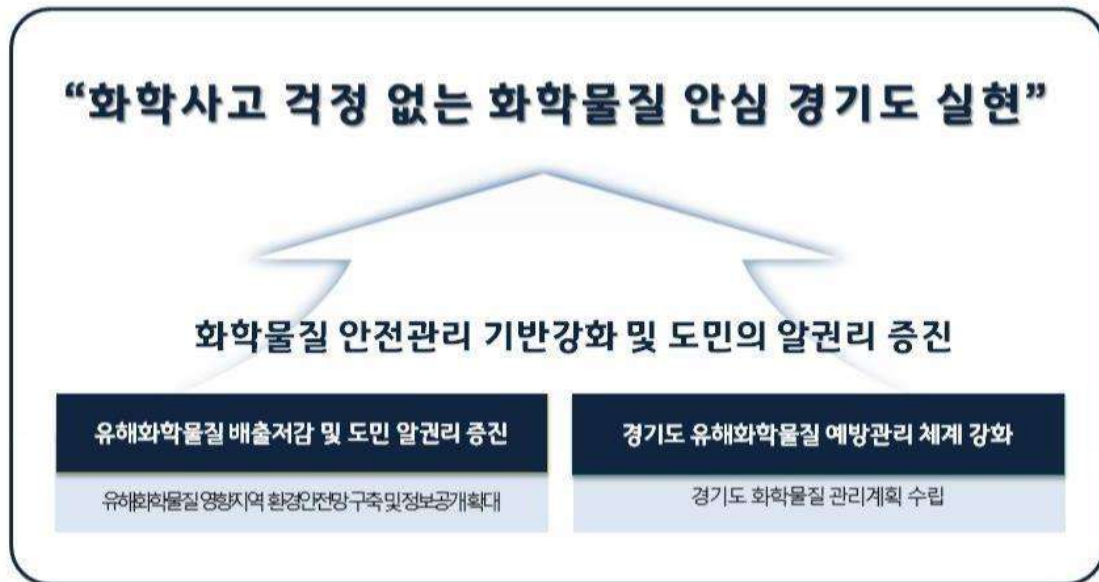 “화학사고 걱정 없는 화학물질 안심 경기도 실현”
화학물질 안전관리 기반강화 및 도민의 알권리 증진
유해화학물질 배출저감 및 도민 알권리 증진
유해화학물질 영향지역 환경안전망 구축 및 정보공개 확대
경기도 유해화학물질 예방관리 체계 강화
경기도 화학물질 관리계획 수립